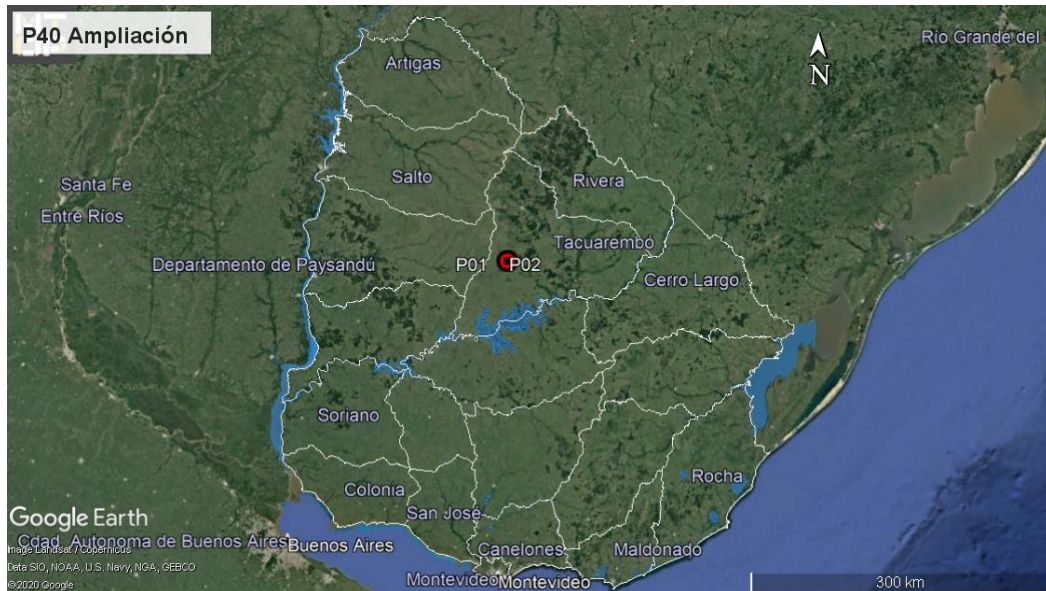 P40 Ampliación
Artigas
N
Río Grande del
Salto
Rivera
Santa Fe
Entre Ríos
Tacuarembó
Departamento de Paysandú
P01
P02
Cerro Largo
Soriano
Colonia
Rocha
San José
Google Earth
Cdad. Autonoma de Buenos Aires
Buenos Aires
Canelones
Maldonado
Image Landsat / Copernicus
Data SIO, NOAA, U.S. Navy, NGA, GEBCO
Montevideo
Montevideo
©2020 Google
300 km